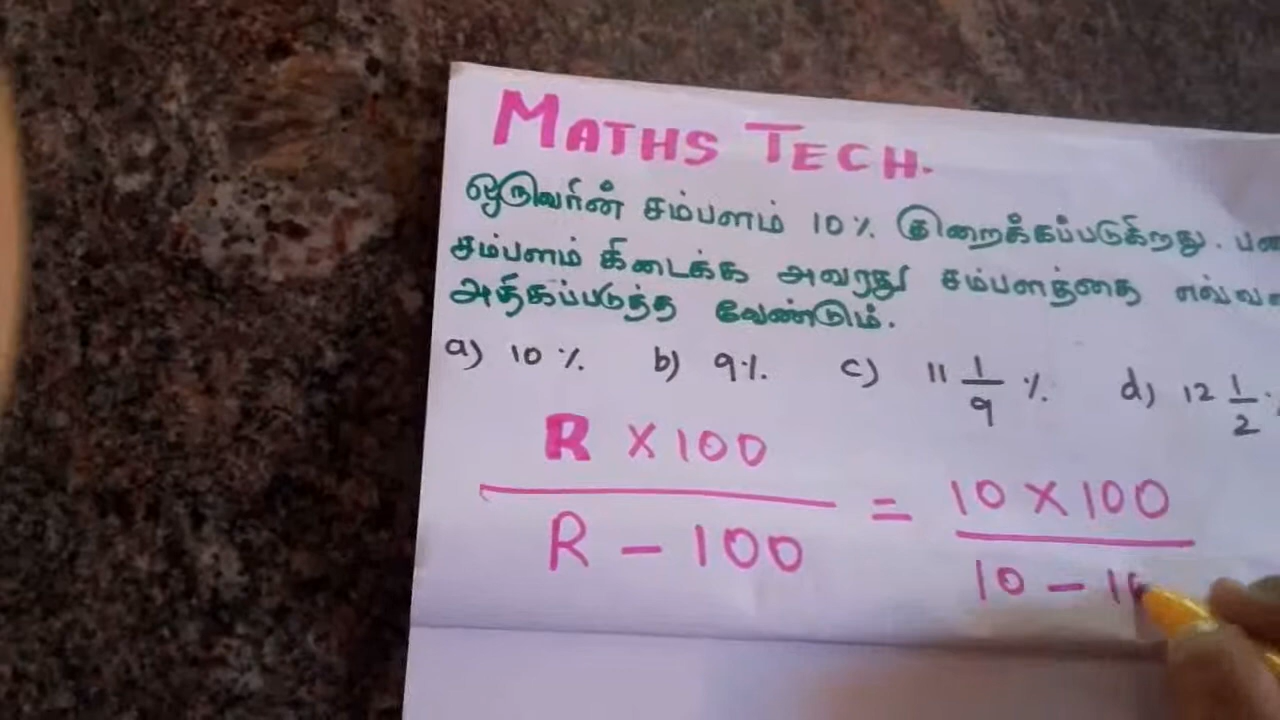 MATHS TECH.
ஒருவரின் சம்பளம் 10% குறைக்கப்படுகிறது.
சம்பளம் கிடைக்க அவரது சம்பளத்தை
அதிகப்படுத்த வேண்டும்.
a) 10% b) 9% c) 11 1/9 % d) 12 1/2
R × 100 / R - 100 = 10 × 100 / 10 -